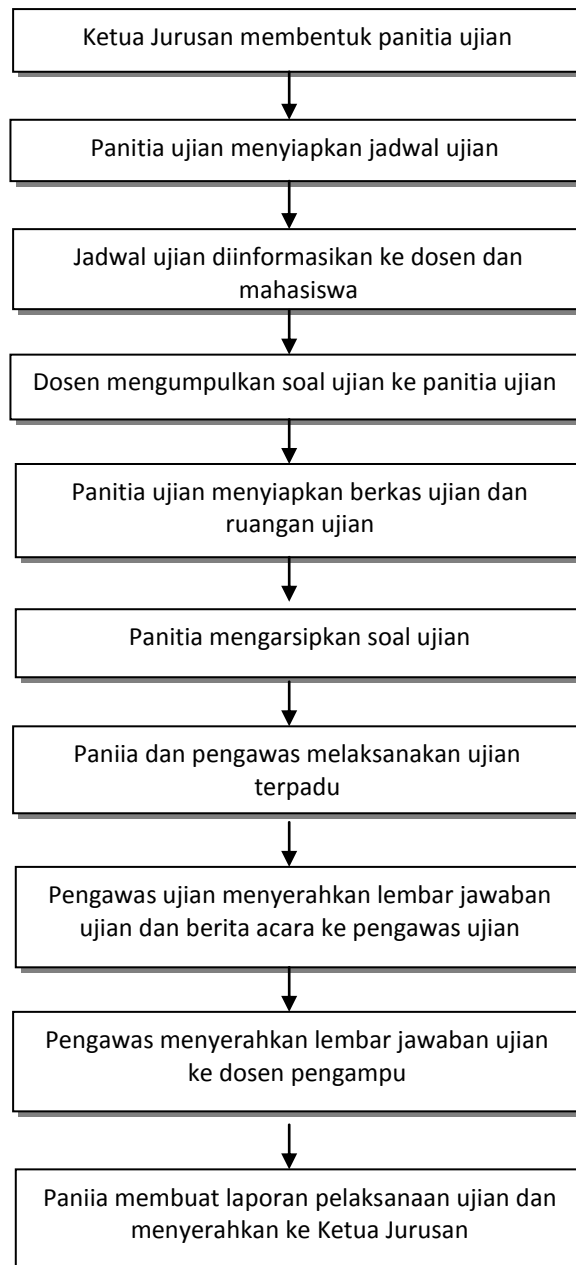 Ketua Jurusan membentuk panitia ujian
Panitia ujian menyiapkan jadwal ujian
Jadwal ujian diinformasikan ke dosen dan
mahasiswa
Dosen mengumpulkan soal ujian ke panitia ujian
Panitia ujian menyiapkan berkas ujian dan
ruangan ujian
Panitia mengarsipkan soal ujian
Paniia dan pengawas melaksanakan ujian
terpadu
Pengawas ujian menyerahkan lembar jawaban
ujian dan berita acara ke pengawas ujian
Pengawas menyerahkan lembar jawaban ujian
ke dosen pengampu
Paniia membuat laporan pelaksanaan ujian dan
menyerahkan ke Ketua Jurusan